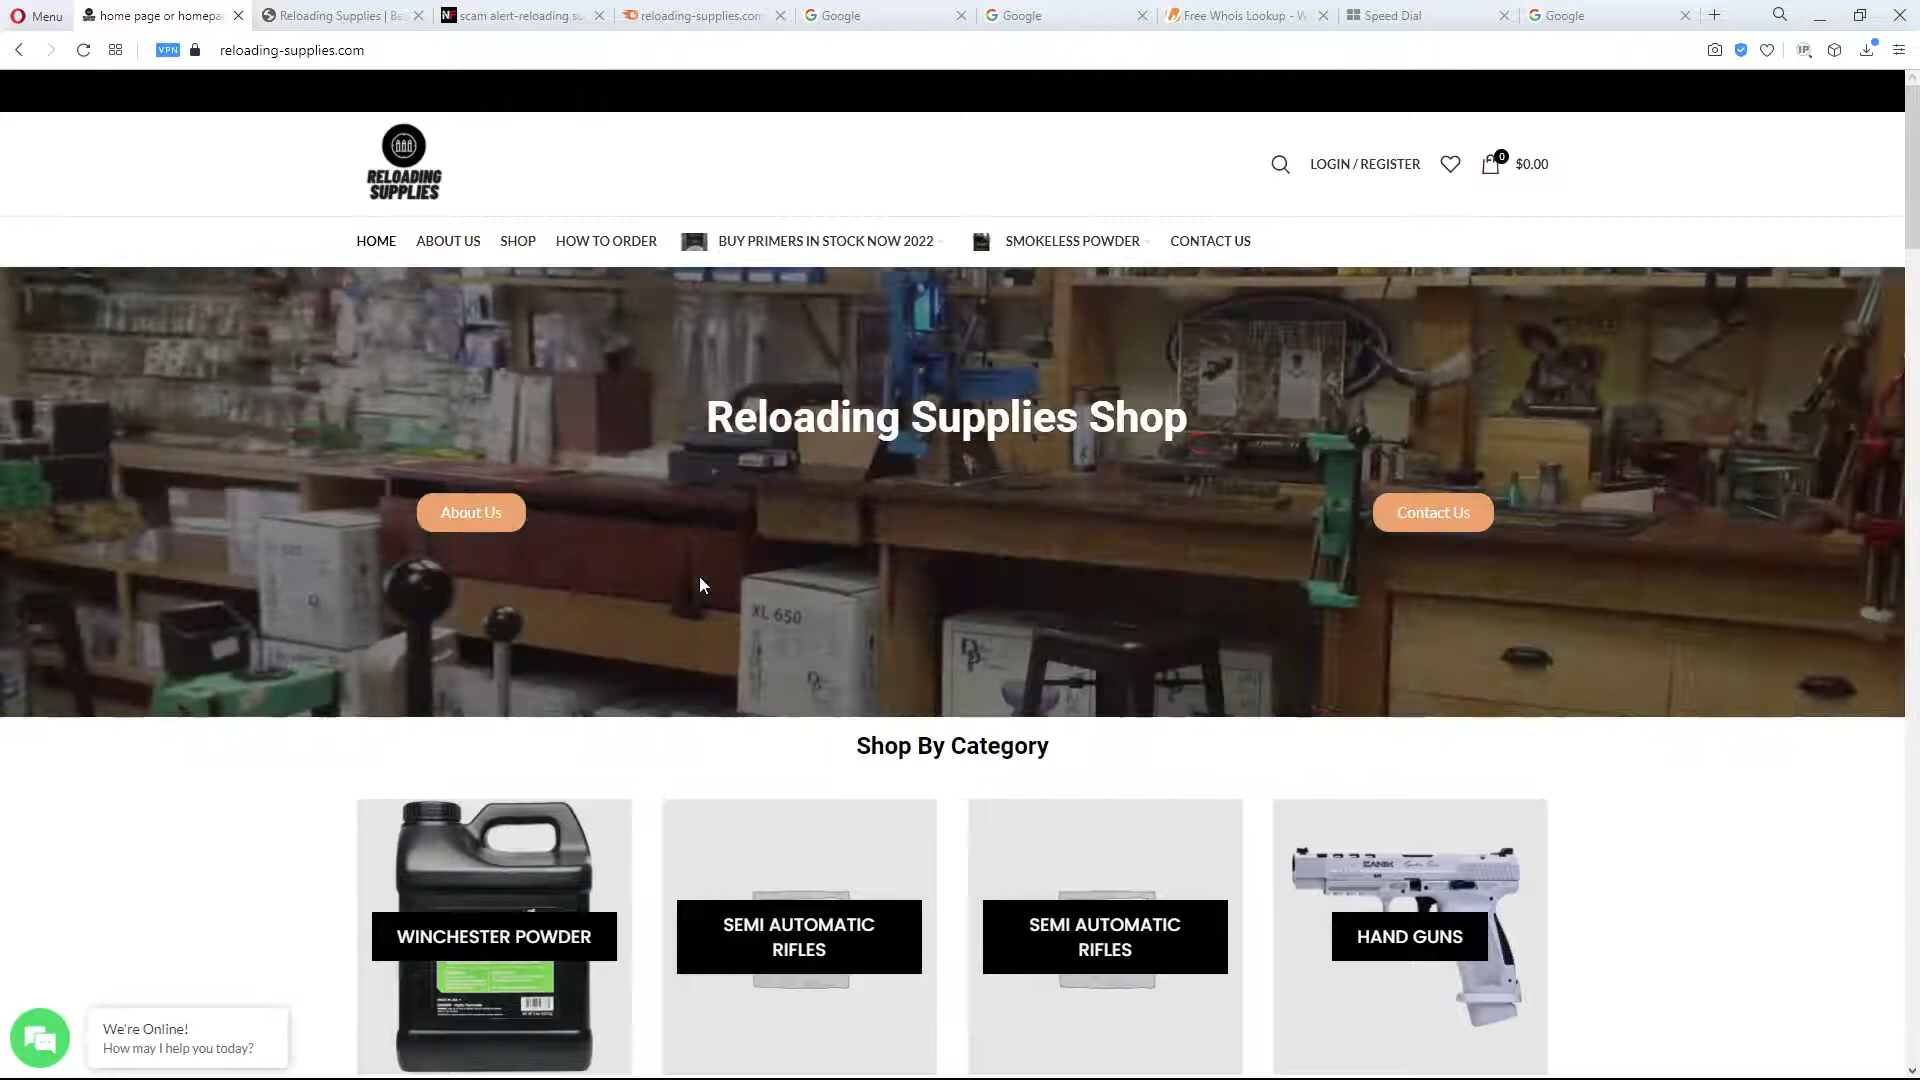 Menu
home page or homepa
Reloading Supplies | Be
scam alert-reloading su
reloading-supplies.com
Google
Google
Free Whois Lookup - W
Speed Dial
Google
VPN
reloading-supplies.com
RELOADING
SUPPLIES
LOGIN / REGISTER
0
$0.00
HOME
ABOUT US
SHOP
HOW TO ORDER
BUY PRIMERS IN STOCK NOW 2022
SMOKELESS POWDER
CONTACT US
Reloading Supplies Shop
About Us
Contact Us
XL 650
Shop By Category
WINCHESTER POWDER
SEMI AUTOMATIC
RIFLES
SEMI AUTOMATIC
RIFLES
CANIK
HAND GUNS
We're Online!
How may I help you today?